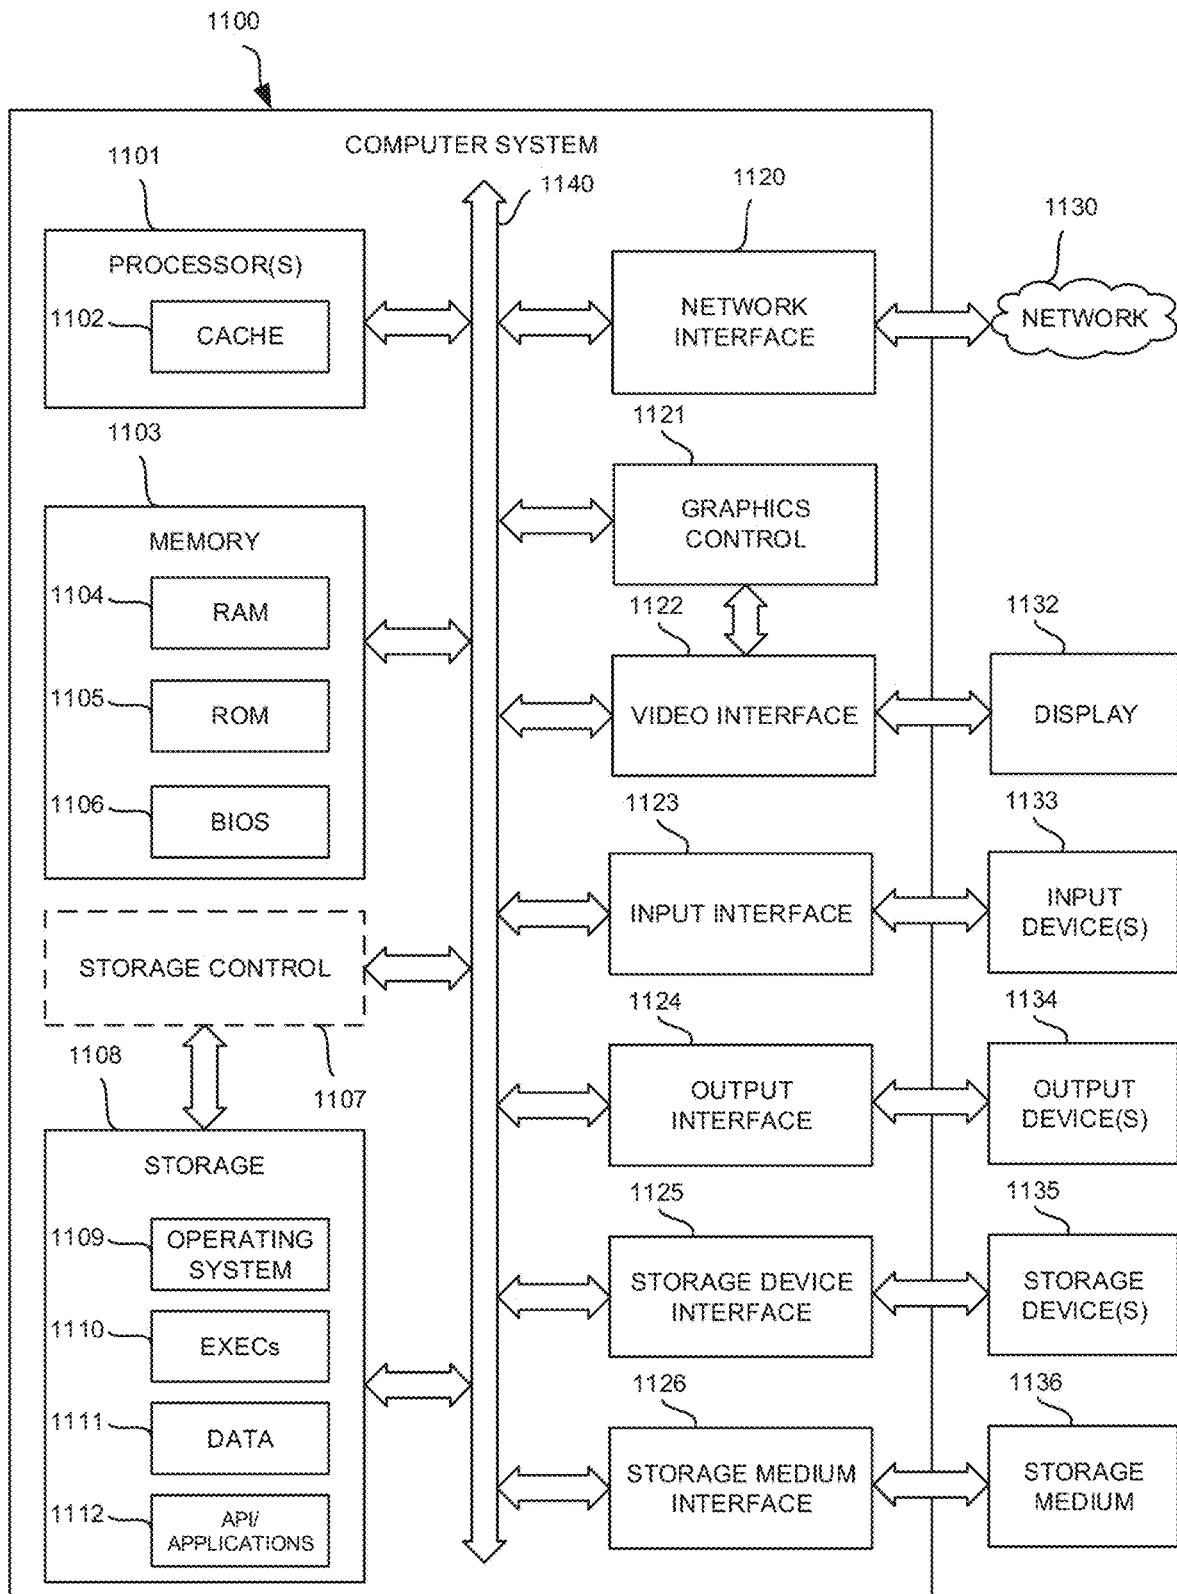 1100
COMPUTER SYSTEM
1101
PROCESSOR(S)
1102
CACHE
1103
MEMORY
1104
RAM
1105
ROM
1106
BIOS
STORAGE CONTROL
1107
1108
STORAGE
1109
OPERATING
SYSTEM
1110
EXECs
1111
DATA
1112
API/
APPLICATIONS
1140
1120
NETWORK
INTERFACE
1130
NETWORK
1121
GRAPHICS
CONTROL
1122
VIDEO INTERFACE
1132
DISPLAY
1123
INPUT INTERFACE
1133
INPUT
DEVICE(S)
1124
OUTPUT
INTERFACE
1134
OUTPUT
DEVICE(S)
1125
STORAGE DEVICE
INTERFACE
1135
STORAGE
DEVICE(S)
1126
STORAGE MEDIUM
INTERFACE
1136
STORAGE
MEDIUM